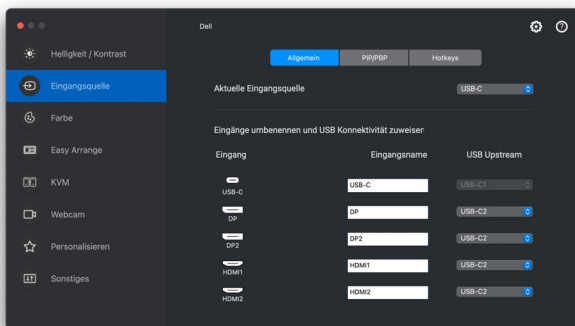 Dell
Helligkeit / Kontrast
Eingangsquelle
Farbe
Easy Arrange
KVM
Webcam
Personalisieren
Sonstiges
Allgemein PIP/PBP Hotkeys
Aktuelle Eingangsquelle USB-C
Eingänge umbenennen und USB Konnektivität zuweisen
Eingang Eingangsname USB Upstream
USB-C USB-C USB-C1
DP DP USB-C2
DP2 DP2 USB-C2
HDMI1 HDMI1 USB-C2
HDMI2 HDMI2 USB-C2